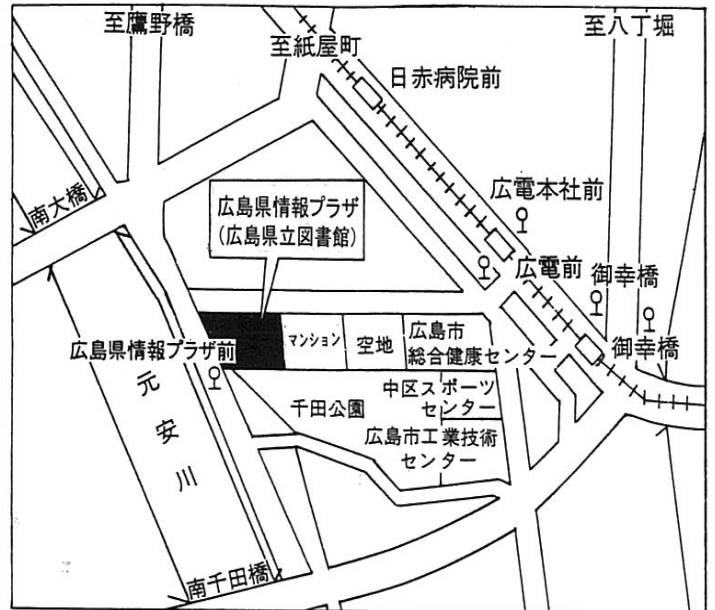 至鷹野橋
至紙屋町
至八丁堀
日赤病院前
南大橋
広島県情報プラザ
(広島県立図書館)
広電本社前
広電前
御幸橋
御幸橋
マンション
空地
広島市
総合健康センター
広島県情報プラザ前
元安川
千田公園
中区スポーツ
センター
広島市工業技術
センター
南千田橋